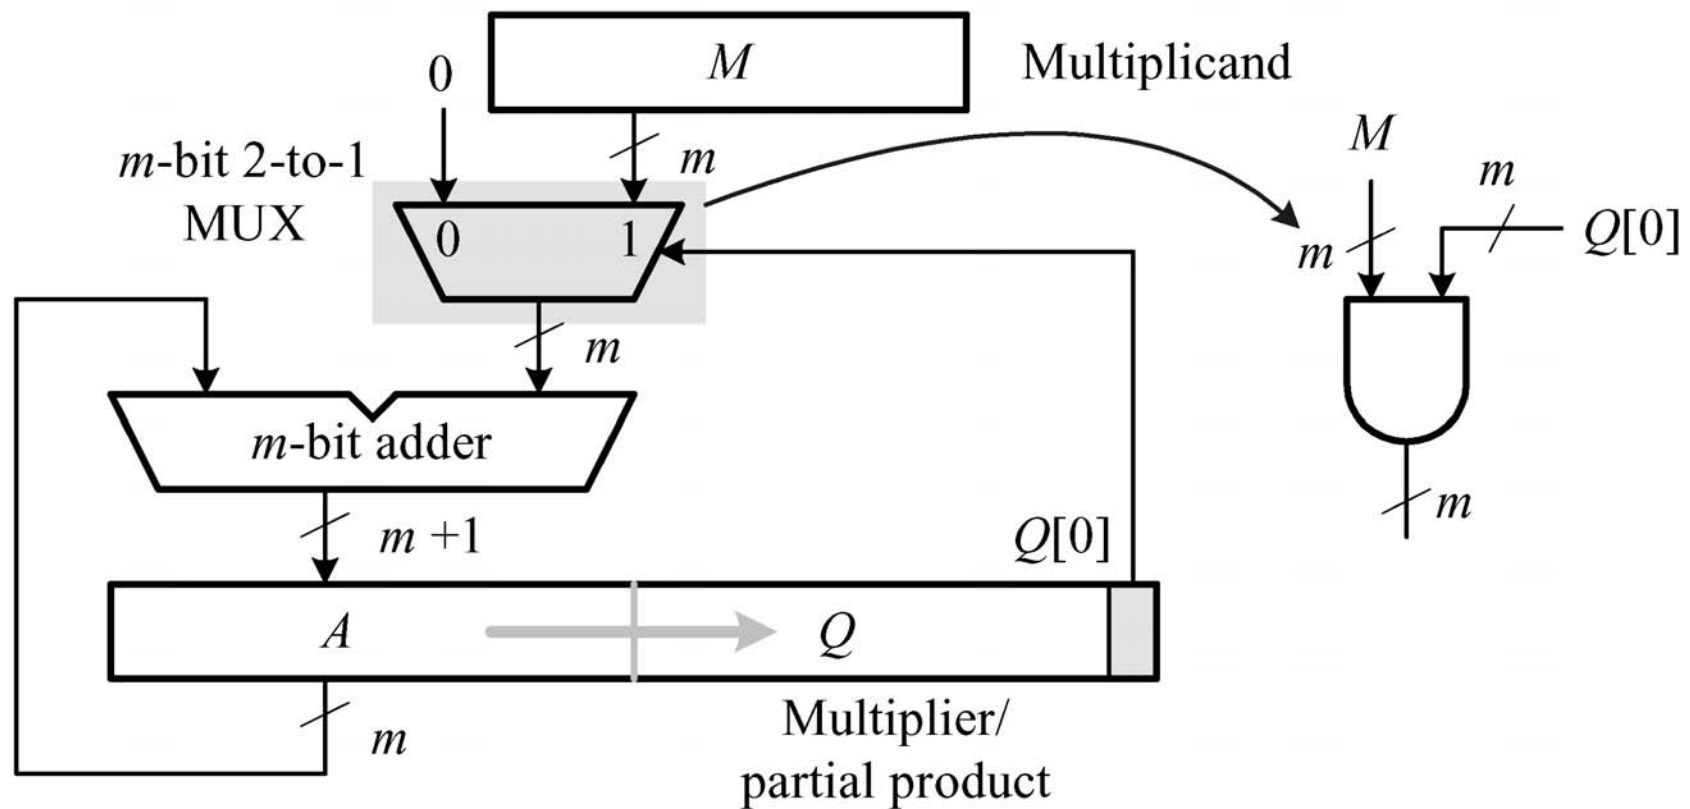 0
M
Multiplicand
m-bit 2-to-1
MUX
m
0
1
M
m
m
Q[0]
m
m-bit adder
m
m +1
Q[0]
A
Q
m
Multiplier/
partial product